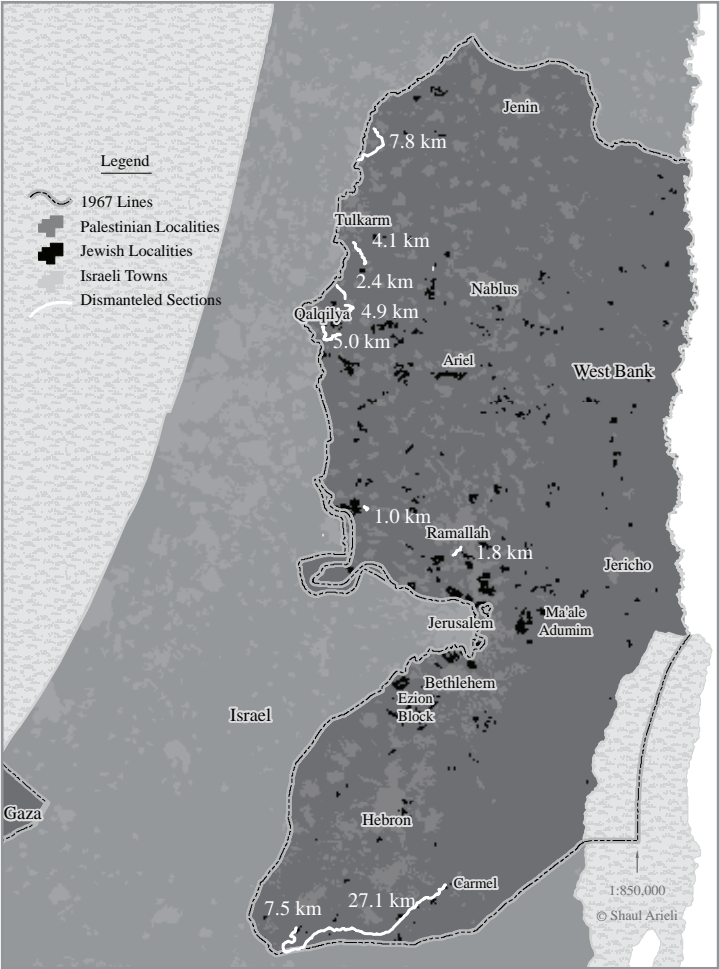 Jenin
7.8 km
Legend
1967 Lines
Palestinian Localities
Jewish Localities
Israeli Towns
Dismanteled Sections
Tulkarm
4.1 km
2.4 km
Nablus
Qalqilya
4.9 km
5.0 km
Ariel
West Bank
1.0 km
Ramallah
1.8 km
Jericho
Jerusalem
Ma'ale
Adumim
Bethlehem
Ezion
Block
Israel
Gaza
Hebron
Carmel
27.1 km
7.5 km
1:850,000
© Shaul Arieli